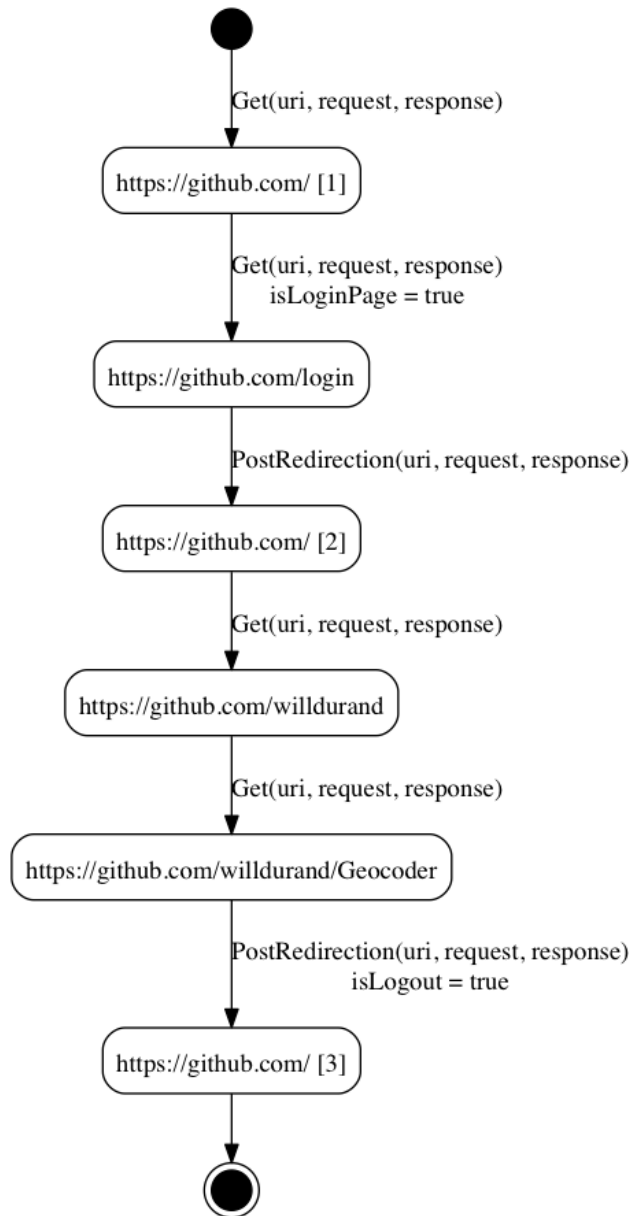 Get(uri, request, response)
https://github.com/ [1]
Get(uri, request, response)
isLoginPage = true
https://github.com/login
PostRedirection(uri, request, response)
https://github.com/ [2]
Get(uri, request, response)
https://github.com/willdurand
Get(uri, request, response)
https://github.com/willdurand/Geocoder
PostRedirection(uri, request, response)
isLogout = true
https://github.com/ [3]